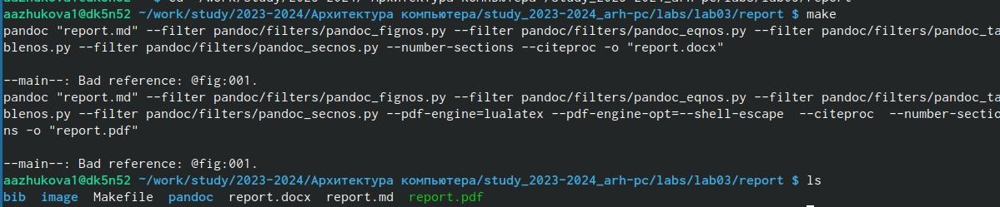 aazhukova1@dk5n52 ~/work/study/2023-2024/Архитектура компьютера/study_2023-2024_arh-pc/labs/lab03/report $ make
pandoc "report.md" --filter pandoc/filters/pandoc_fignos.py --filter pandoc/filters/pandoc_eqnos.py --filter pandoc/filters/pandoc_ta
blenos.py --filter pandoc/filters/pandoc_secnos.py --number-sections --citeproc -o "report.docx"
--main--: Bad reference: @fig:001.
pandoc "report.md" --filter pandoc/filters/pandoc_fignos.py --filter pandoc/filters/pandoc_eqnos.py --filter pandoc/filters/pandoc_ta
blenos.py --filter pandoc/filters/pandoc_secnos.py --pdf-engine=lualatex --pdf-engine-opt=--shell-escape  --citeproc  --number-sectio
ns -o "report.pdf"
--main--: Bad reference: @fig:001.
aazhukova1@dk5n52 ~/work/study/2023-2024/Архитектура компьютера/study_2023-2024_arh-pc/labs/lab03/report $ ls
bib  image  Makefile  pandoc  report.docx  report.md  report.pdf